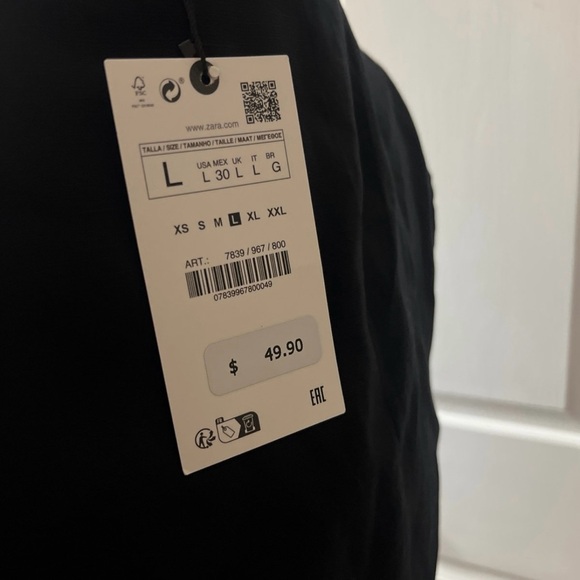 FSC
www.zara.com
TALLA / SIZE / TAMANHO / TAILLE / MAAT / ΜΕΓΕΘΟΣ
L
USA MEX UK IT BR
L 30 L L G
XS S M L XL XXL
ART.: 7839 / 967 / 800
07839967800049
$ 49.90
EAC
FR